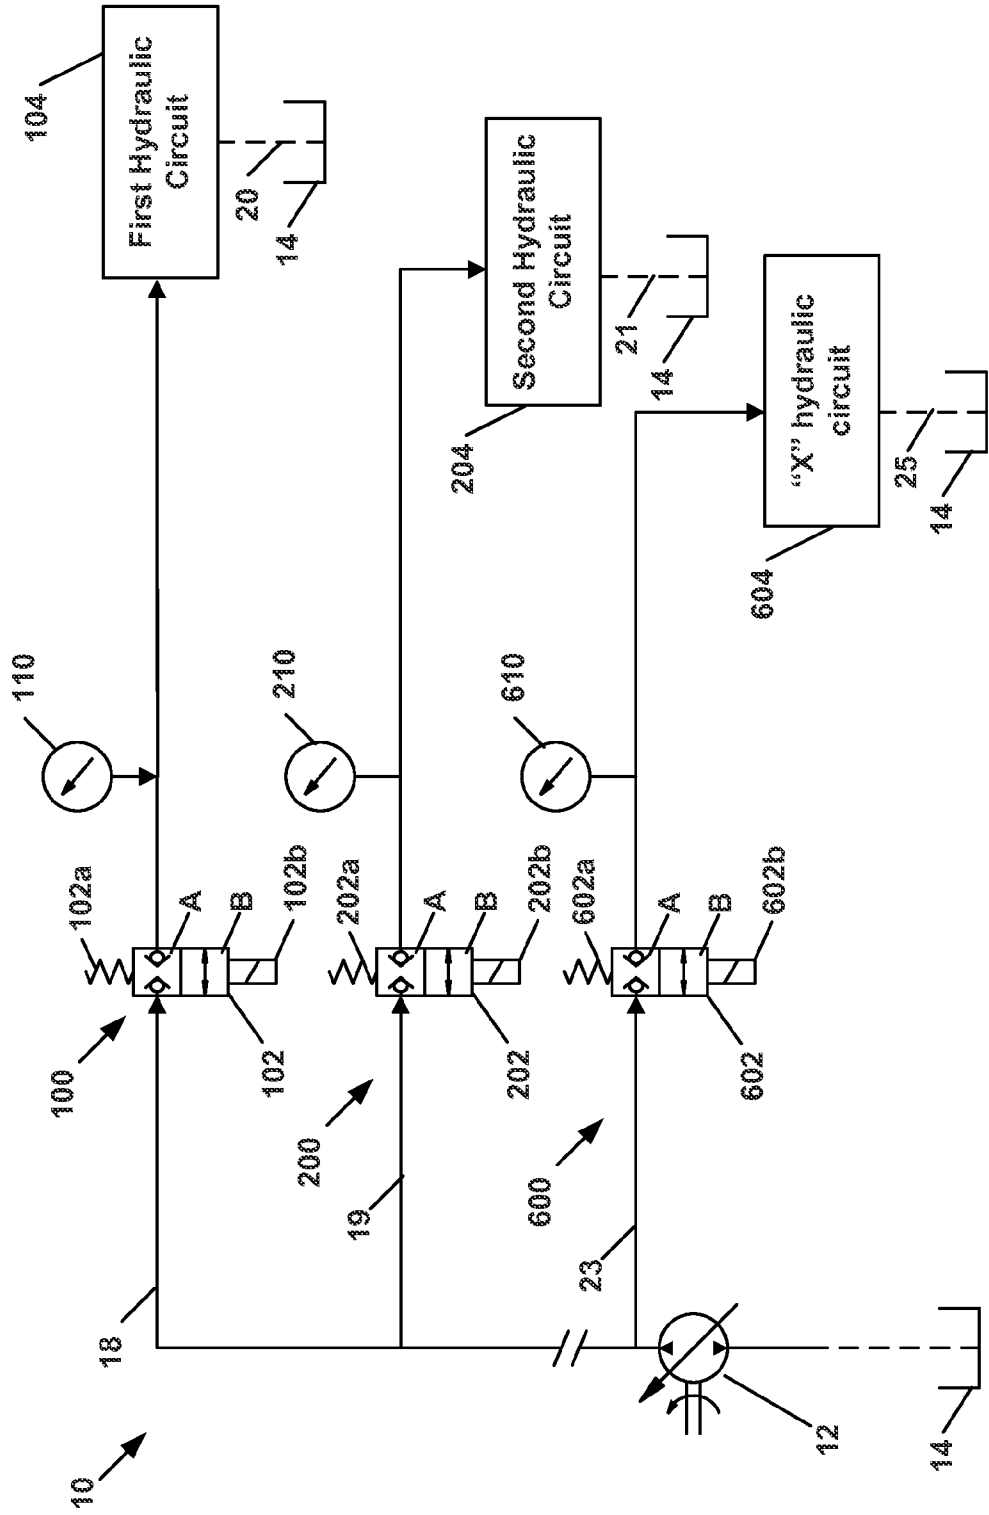 10
100
102a
110
104
18
102
A
B
102b
First Hydraulic
Circuit
20
14
200
202a
210
19
202
A
B
202b
204
Second Hydraulic
Circuit
21
14
600
602a
610
23
602
A
B
602b
604
“X” hydraulic
circuit
25
14
12
14